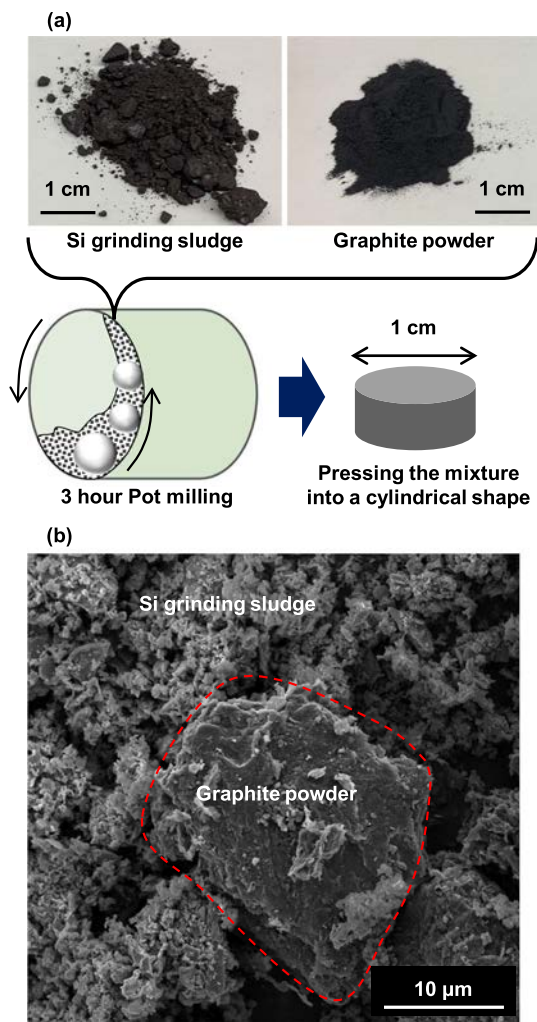 (a)
1 cm
1 cm
Si grinding sludge
Graphite powder
1 cm
3 hour Pot milling
Pressing the mixture
into a cylindrical shape
(b)
Si grinding sludge
Graphite powder
10 μm